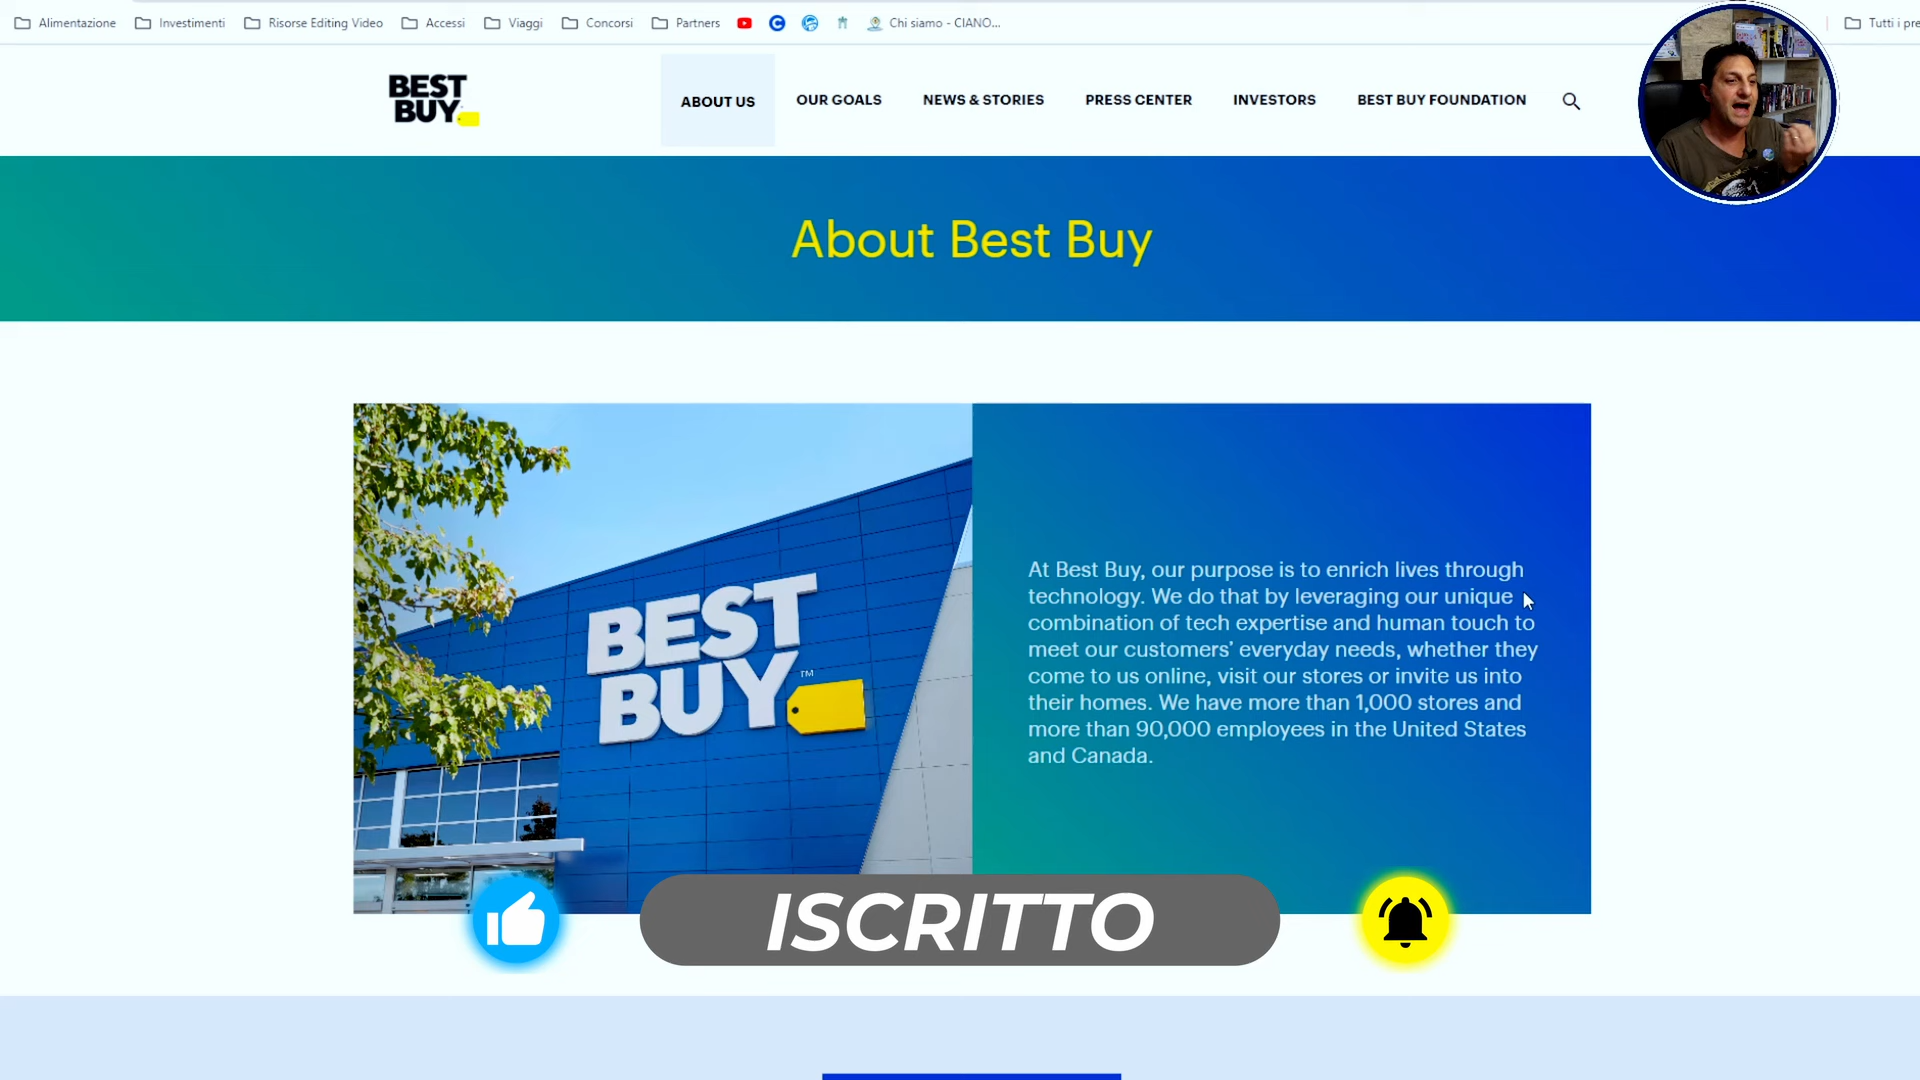 Alimentazione
Investimenti
Risorse Editing Video
Accessi
Viaggi
Concorsi
Partners
Chi siamo - CIANO...
Tutti i pre
BEST
BUY
ABOUT US
OUR GOALS
NEWS & STORIES
PRESS CENTER
INVESTORS
BEST BUY FOUNDATION
About Best Buy
BEST
BUY™
At Best Buy, our purpose is to enrich lives through
technology. We do that by leveraging our unique
combination of tech expertise and human touch to
meet our customers’ everyday needs, whether they
come to us online, visit our stores or invite us into
their homes. We have more than 1,000 stores and
more than 90,000 employees in the United States
and Canada.
ISCRITTO